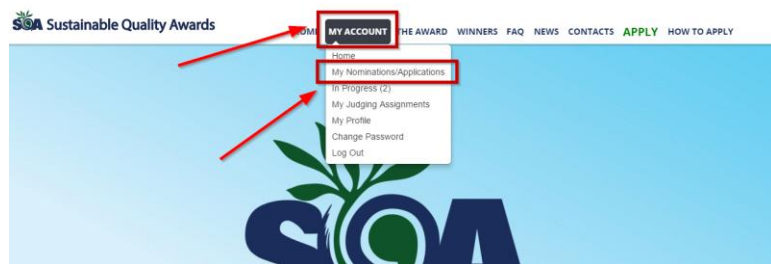 SQA Sustainable Quality Awards
MY ACCOUNT THE AWARD WINNERS FAQ NEWS CONTACTS APPLY HOW TO APPLY
Home
My Nominations/Applications
In Progress (2)
My Judging Assignments
My Profile
Change Password
Log Out
SQA